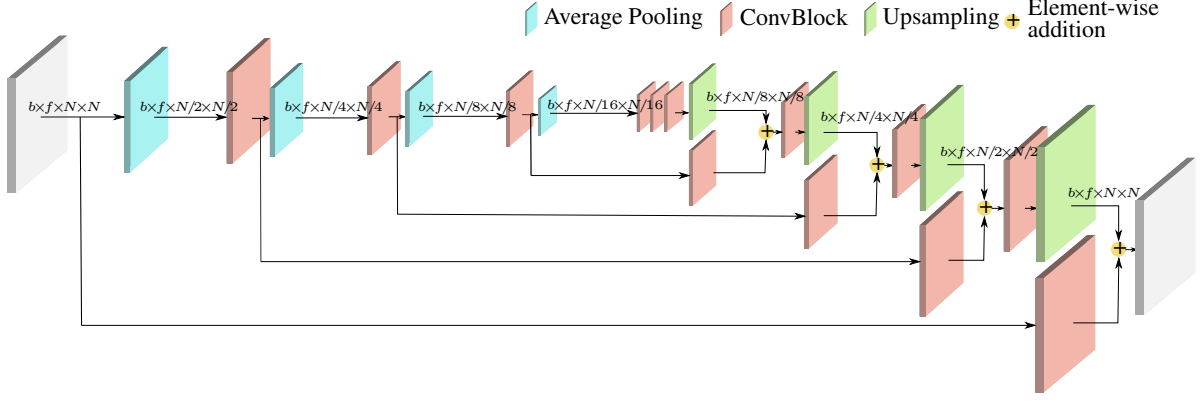 Average Pooling
ConvBlock
Upsampling
+ Element-wise
addition
b×f×N×N
b×f×N/2×N/2
b×f×N/4×N/4
b×f×N/8×N/8
b×f×N/16×N/16
b×f×N/8×N/8
+
b×f×N/4×N/4
+
b×f×N/2×N/2
+
b×f×N×N
+